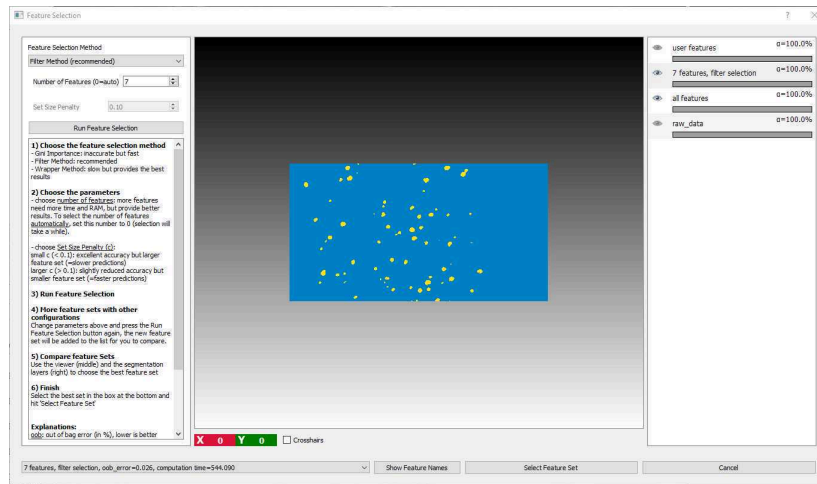 Feature Selection
?
Feature Selection Method
Filter Method (recommended)
Number of Features (0=auto) 7
Set Size Penalty 0.10
Run Feature Selection
1) Choose the feature selection method
- Gini Importance: inaccurate but fast
- Filter Method: recommended
- Wrapper Method: slow but provides the best
results
2) Choose the parameters
- choose number of features: more features
need more time and RAM, but provide better
results. To select the number of features
automatically, set this number to 0 (selection will
take a while).
- choose Set Size Penalty (c):
small c (< 0.1): excellent accuracy but larger
feature set (=slower predictions)
larger c (> 0.1): slightly reduced accuracy but
smaller feature set (=faster predictions)
3) Run Feature Selection
4) More feature sets with other
configurations
Change parameters above and press the Run
Feature Selection button again, the new feature
set will be added to the list for you to compare.
5) Compare feature Sets
Use the viewer (middle) and the segmentation
layers (right) to choose the best feature set
6) Finish
Select the best set in the box at the bottom and
hit 'Select Feature Set'
Explanations:
oob: out of bag error (in %), lower is better
X 0 Y 0 Crosshairs
user features α=100.0%
7 features, filter selection α=100.0%
all features α=100.0%
raw_data α=100.0%
7 features, filter selection, oob_error=0.026, computation time=544.090
Show Feature Names
Select Feature Set
Cancel